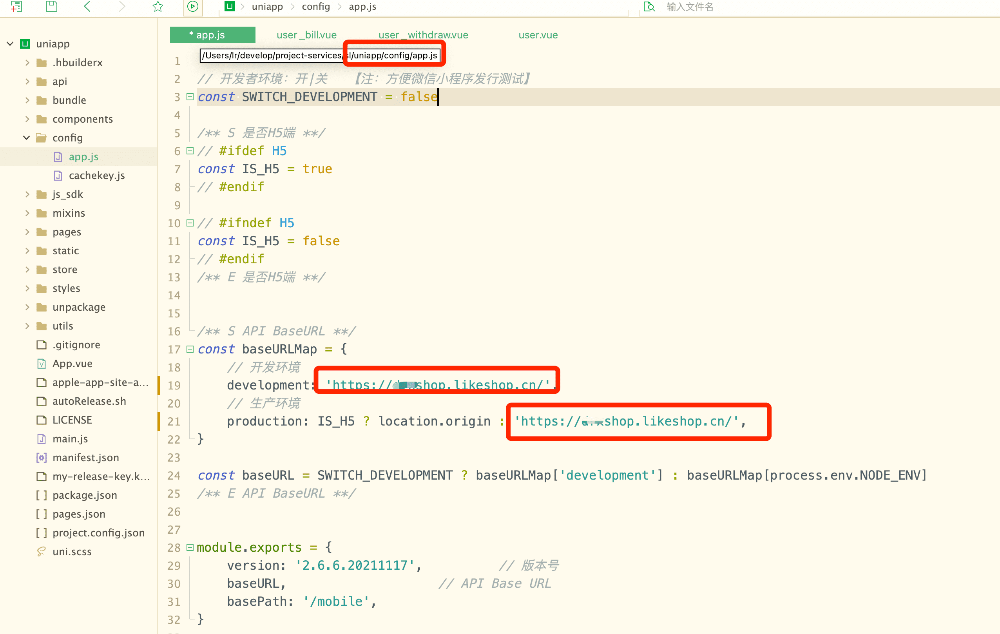 uniapp > config > app.js
输入文件名
* app.js
user_bill.vue
user_withdraw.vue
user.vue
/Users/lr/develop/project-services/sl/uniapp/config/app.js
uniapp
.hbuilderx
api
bundle
components
config
app.js
cachekey.js
js_sdk
mixins
pages
static
store
styles
unpackage
utils
.gitignore
App.vue
apple-app-site-a...
autoRelease.sh
LICENSE
main.js
manifest.json
my-release-key.k...
package.json
pages.json
project.config.json
uni.scss
1
2 // 开发者环境: 开|关 【注: 方便微信小程序发行测试】
3 const SWITCH_DEVELOPMENT = false
4
5 /** S 是否H5端 **/
6 // #ifdef H5
7 const IS_H5 = true
8 // #endif
9
10 // #ifndef H5
11 const IS_H5 = false
12 // #endif
13 /** E 是否H5端 **/
14
15
16 /** S API BaseURL **/
17 const baseURLMap = {
18 // 开发环境
19 development: 'https://shop.likeshop.cn/',
20 // 生产环境
21 production: IS_H5 ? location.origin : 'https://shop.likeshop.cn/',
22 }
23
24 const baseURL = SWITCH_DEVELOPMENT ? baseURLMap['development'] : baseURLMap[process.env.NODE_ENV]
25 /** E API BaseURL **/
26
27
28 module.exports = {
29 version: '2.6.6.20211117', // 版本号
30 baseURL, // API Base URL
31 basePath: '/mobile',
32 }